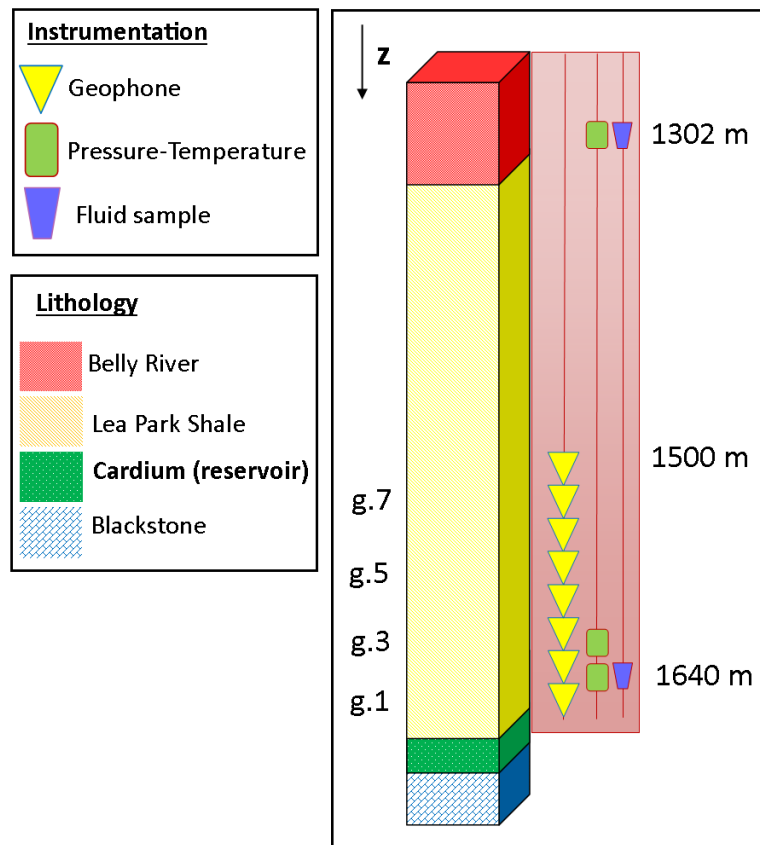 Instrumentation
Geophone
Pressure-Temperature
Fluid sample
Lithology
Belly River
Lea Park Shale
Cardium (reservoir)
Blackstone
z
1302 m
1500 m
g.7
g.5
g.3
1640 m
g.1